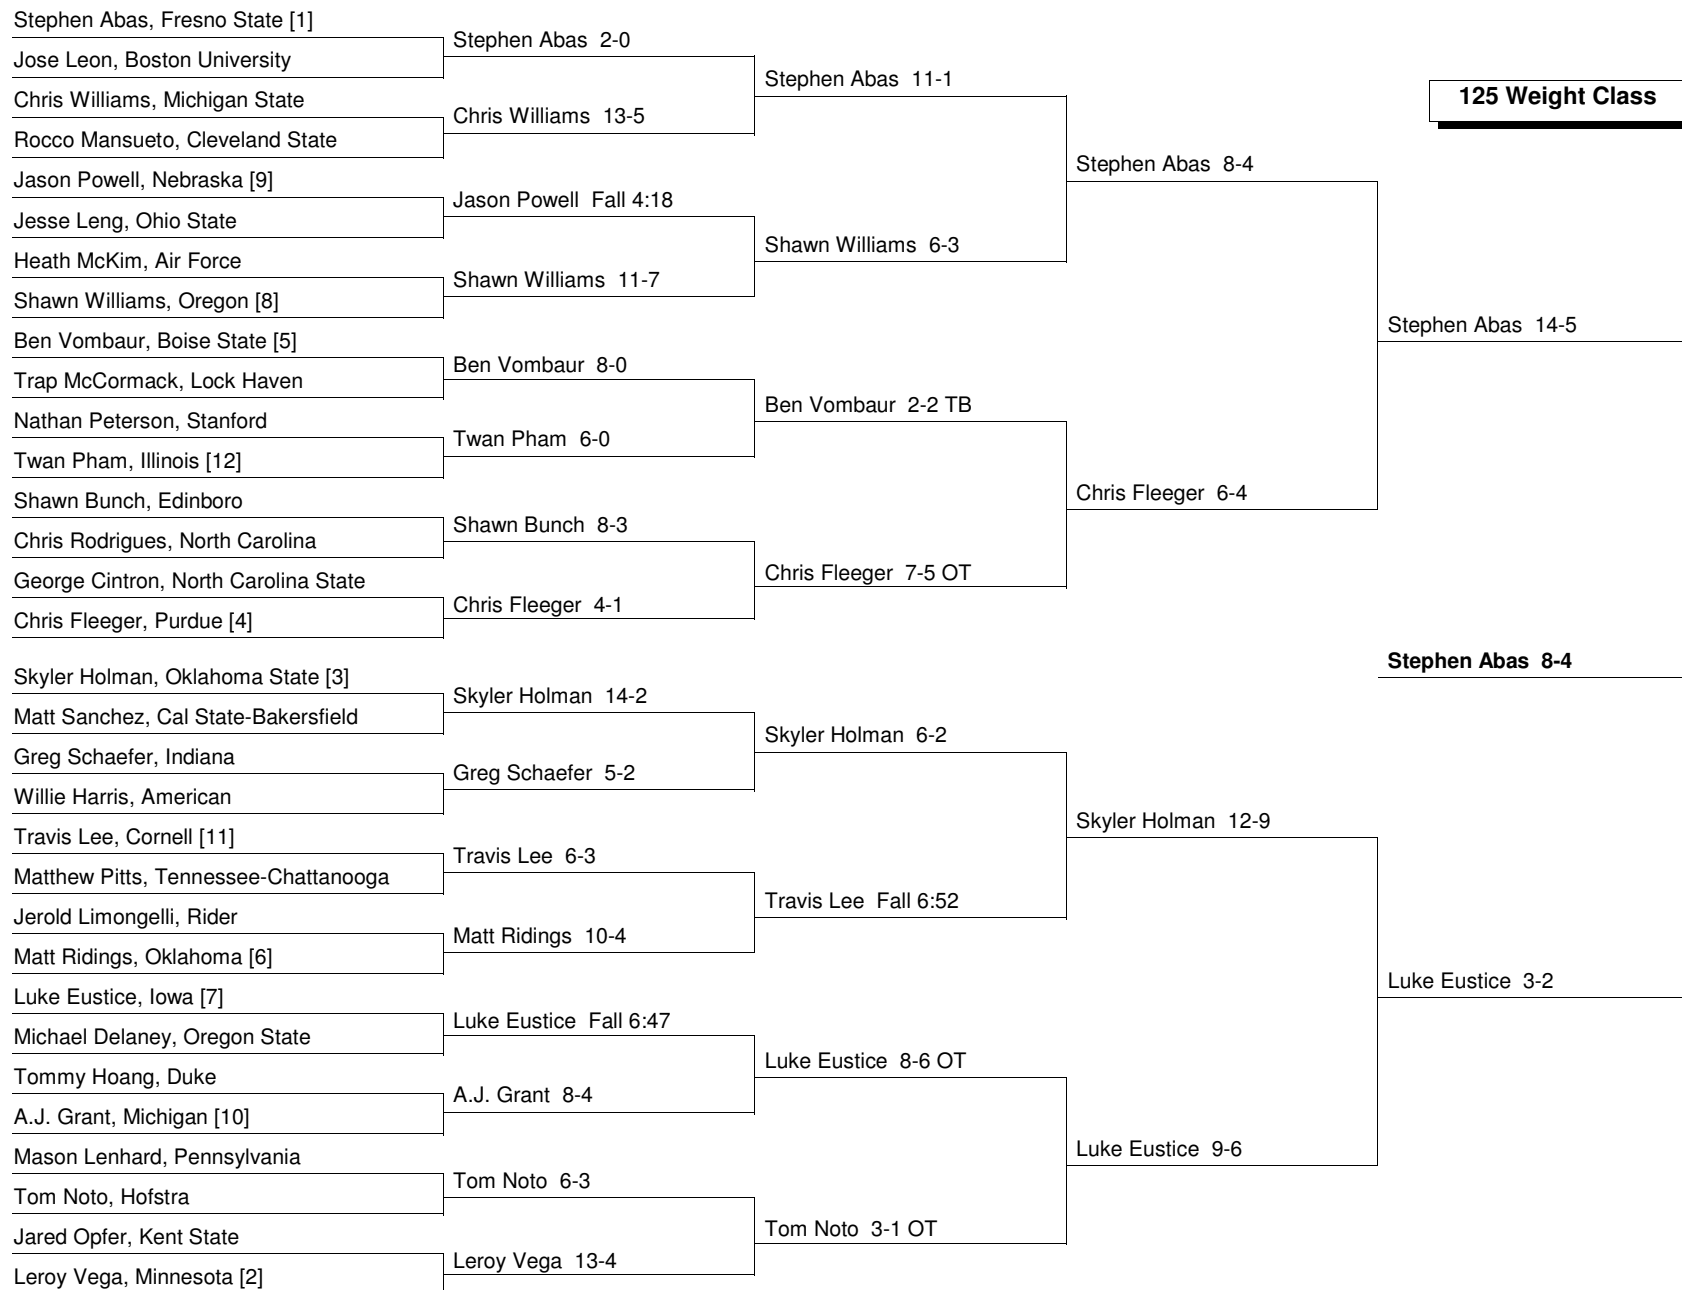 Stephen Abas, Fresno State [1]
Jose Leon, Boston University
Chris Williams, Michigan State
Rocco Mansueto, Cleveland State
Jason Powell, Nebraska [9]
Jesse Leng, Ohio State
Heath McKim, Air Force
Shawn Williams, Oregon [8]
Ben Vombaur, Boise State [5]
Trap McCormack, Lock Haven
Nathan Peterson, Stanford
Twan Pham, Illinois [12]
Shawn Bunch, Edinboro
Chris Rodrigues, North Carolina
George Cintron, North Carolina State
Chris Fleeger, Purdue [4]
Skyler Holman, Oklahoma State [3]
Matt Sanchez, Cal State-Bakersfield
Greg Schaefer, Indiana
Willie Harris, American
Travis Lee, Cornell [11]
Matthew Pitts, Tennessee-Chattanooga
Jerold Limongelli, Rider
Matt Ridings, Oklahoma [6]
Luke Eustice, Iowa [7]
Michael Delaney, Oregon State
Tommy Hoang, Duke
A.J. Grant, Michigan [10]
Mason Lenhard, Pennsylvania
Tom Noto, Hofstra
Jared Opfer, Kent State
Leroy Vega, Minnesota [2]
Stephen Abas 2-0
Chris Williams 13-5
Jason Powell Fall 4:18
Shawn Williams 11-7
Ben Vombaur 8-0
Twan Pham 6-0
Shawn Bunch 8-3
Chris Fleeger 4-1
Skyler Holman 14-2
Greg Schaefer 5-2
Travis Lee 6-3
Matt Ridings 10-4
Luke Eustice Fall 6:47
A.J. Grant 8-4
Tom Noto 6-3
Leroy Vega 13-4
Stephen Abas 11-1
Shawn Williams 6-3
Ben Vombaur 2-2 TB
Chris Fleeger 7-5 OT
Skyler Holman 6-2
Travis Lee Fall 6:52
Luke Eustice 8-6 OT
Tom Noto 3-1 OT
Stephen Abas 8-4
Chris Fleeger 6-4
Skyler Holman 12-9
Luke Eustice 9-6
125 Weight Class
Stephen Abas 14-5
Stephen Abas 8-4
Luke Eustice 3-2